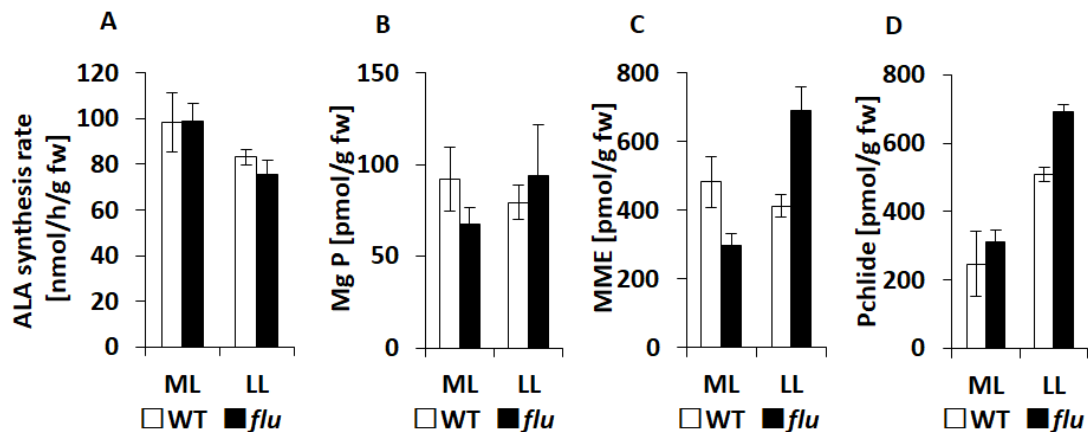 A
ALA synthesis rate
[nmol/h/g fw]
120
100
80
60
40
20
0
ML LL
WT flu
B
Mg P [pmol/g fw]
150
100
50
0
ML LL
WT flu
C
MME [pmol/g fw]
800
600
400
200
0
ML LL
WT flu
D
Pchlide [pmol/g fw]
800
600
400
200
0
ML LL
WT flu